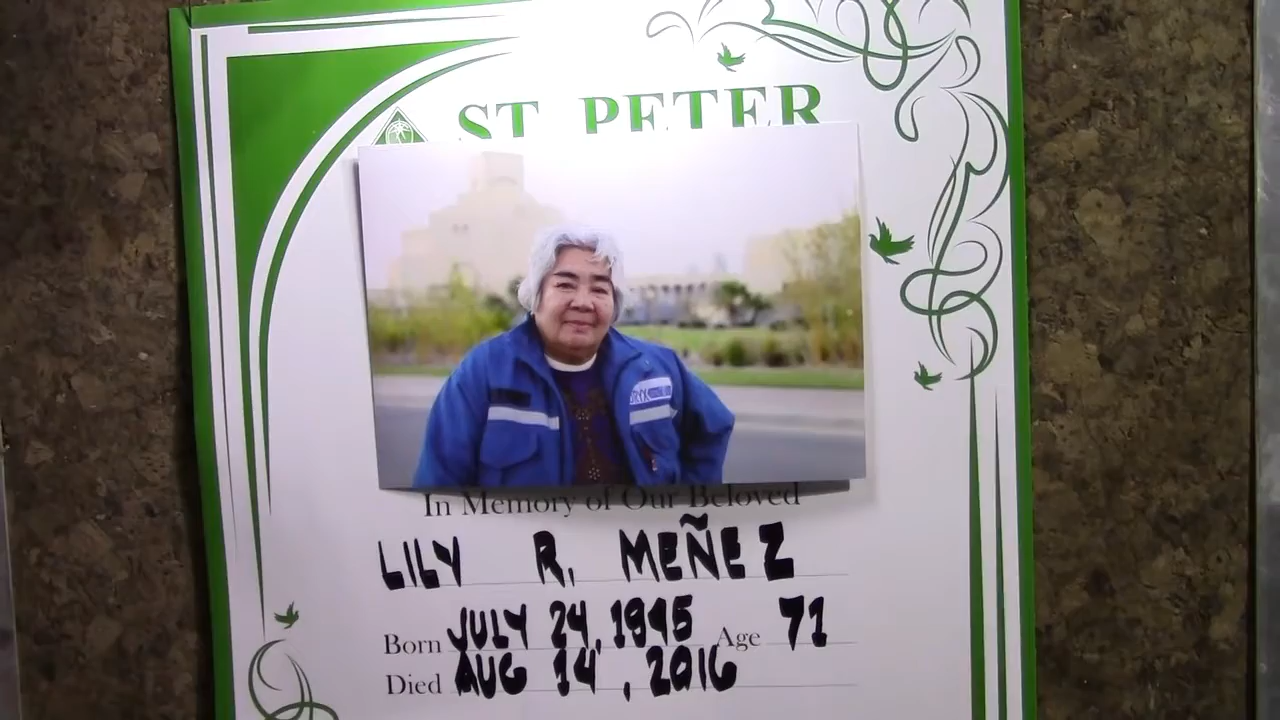 ST. PETER
In Memory of Our Beloved
LILY R. MEÑEZ
Born JULY 24, 1945 Age 71
Died AUG 14, 2016